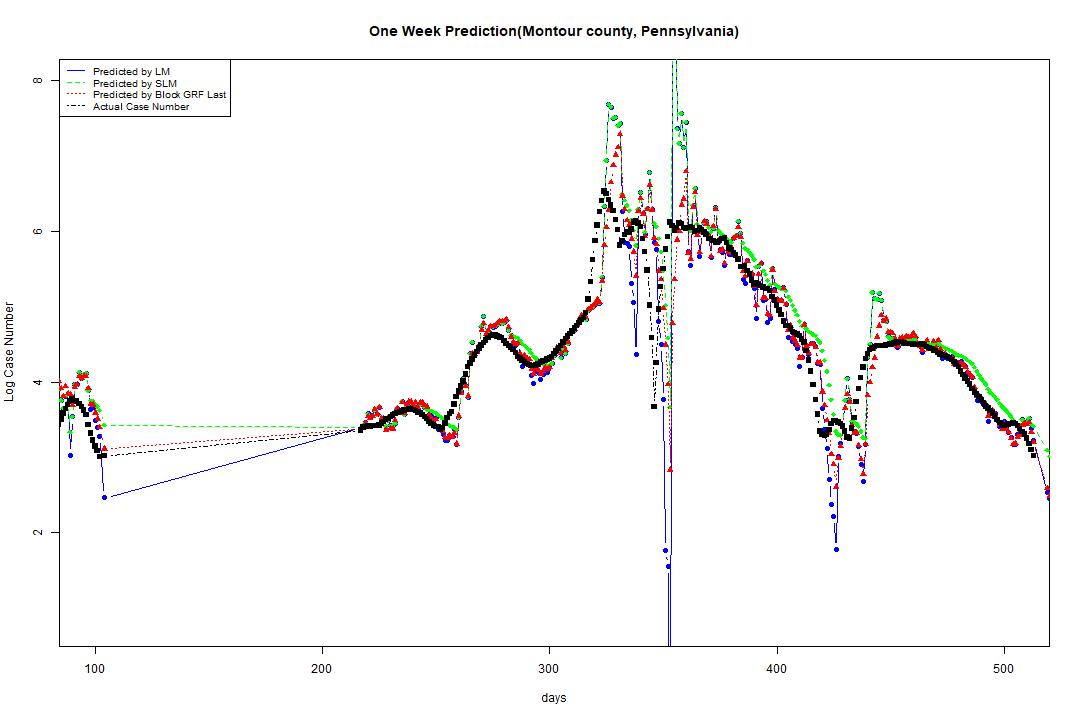 One Week Prediction(Montour county, Pennsylvania)
Predicted by LM
Predicted by SLM
Predicted by Block GRF Last
Actual Case Number
8
6
4
2
Log Case Number
100 200 300 400 500
days